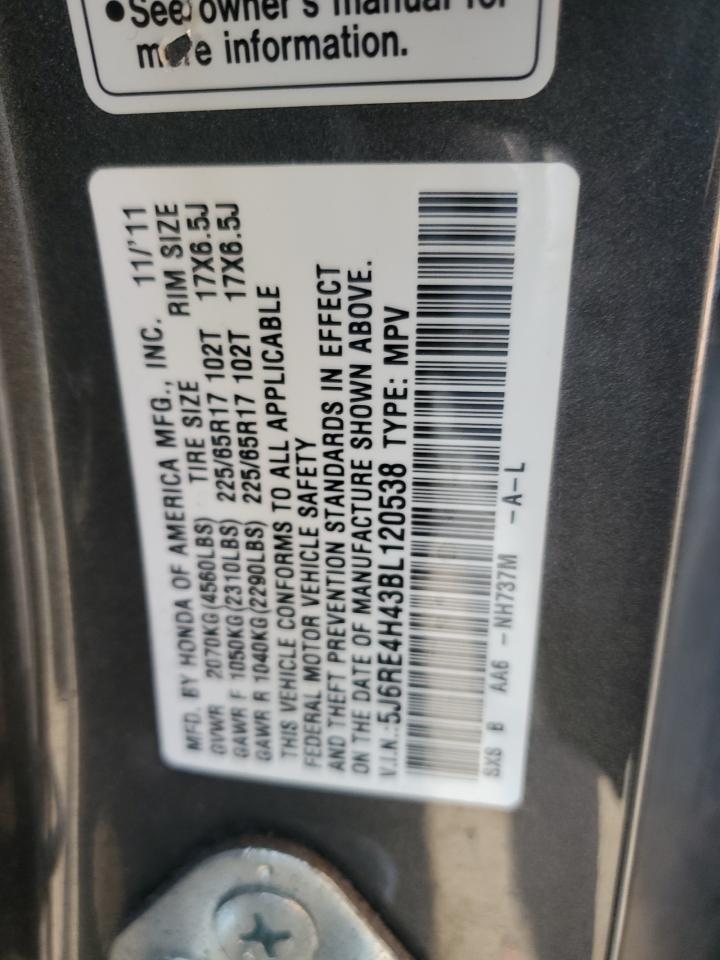 ●See owner's manual for
more information.
MFD. BY HONDA OF AMERICA MFG., INC. 11/'11
GVWR 2070KG(4560LBS) TIRE SIZE RIM SIZE
GAWR F 1050KG(2310LBS) 225/65R17 102T 17X6.5J
GAWR R 1040KG(2290LBS) 225/65R17 102T 17X6.5J
THIS VEHICLE CONFORMS TO ALL APPLICABLE
FEDERAL MOTOR VEHICLE SAFETY
AND THEFT PREVENTION STANDARDS IN EFFECT
ON THE DATE OF MANUFACTURE SHOWN ABOVE.
V.I.N.:5J6RE4H43BL120538 TYPE: MPV
SXS B AA6 -NH737M -A-L